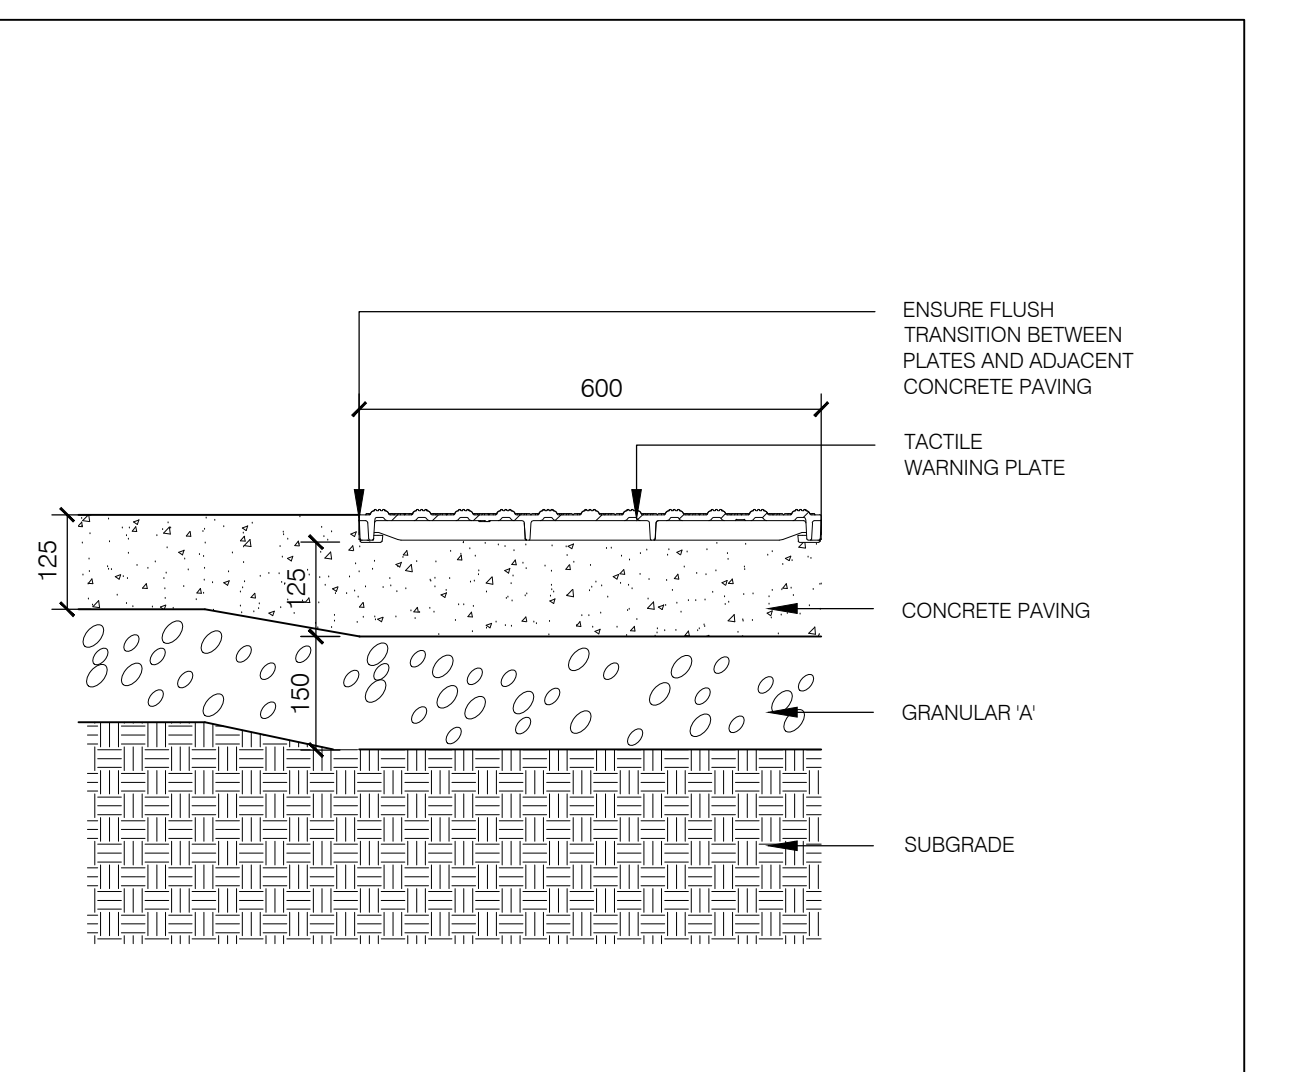 ENSURE FLUSH
TRANSITION BETWEEN
PLATES AND ADJACENT
CONCRETE PAVING
600
TACTILE
WARNING PLATE
125
125
CONCRETE PAVING
150
GRANULAR 'A'
SUBGRADE